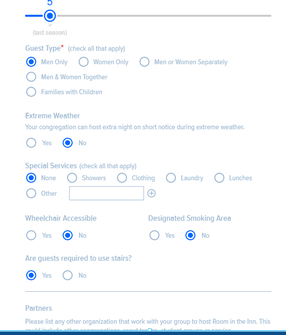 5
(last season)
Guest Type* (check all that apply)
Men Only Women Only Men or Women Separately
Men & Women Together
Families with Children
Extreme Weather
Your congregation can host extra night on short notice during extreme weather.
Yes No
Special Services (check all that apply)
None Showers Clothing Laundry Lunches
Other
Wheelchair Accessible Designated Smoking Area
Yes No Yes No
Are guests required to use stairs?
Yes No
Partners
Please list any other organization that work with your group to host Room in the Inn. This